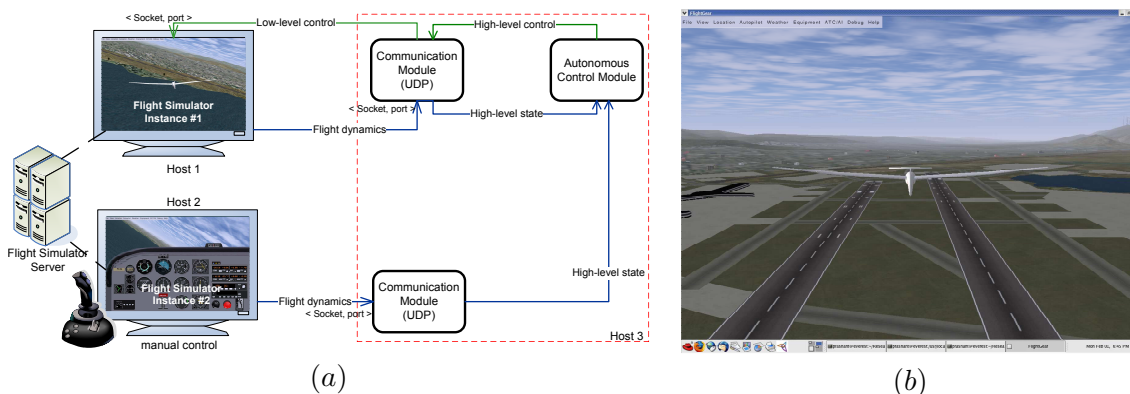 < Socket, port >
Low-level control
High-level control
Communication
Module
(UDP)
Autonomous
Control Module
Flight Simulator
Instance #1
< Socket, port >
High-level state
Flight dynamics
Host 1
Host 2
Flight Simulator
Server
Flight Simulator
Instance #2
High-level state
Flight dynamics
< Socket, port >
Communication
Module
(UDP)
manual control
Host 3
(a)
FlightGear
File View Location Autopilot Weather Equipment ATC/AI Debug Help
FlightGear
(b)